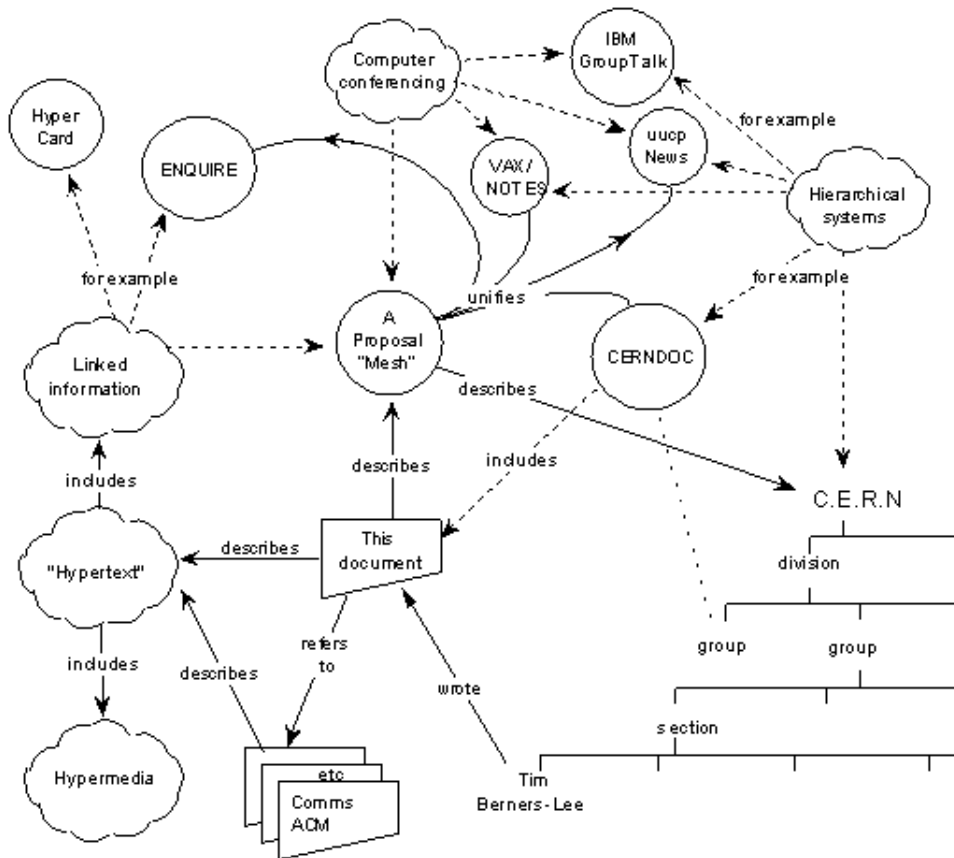 IBM
GroupTalk
Computer
conferencing
Hyper
Card
for example
uucp
News
ENQUIRE
VAX/
NOTES
Hierarchical
systems
for example
for example
unifies
A
Proposal
"Mesh"
CERNDOC
Linked
information
describes
includes
describes
includes
C.E.R.N
This
document
describes
"Hypertext"
division
refers
to
group
group
includes
describes
wrote
section
Hypermedia
etc
Comms
ACM
Tim
Berners-Lee